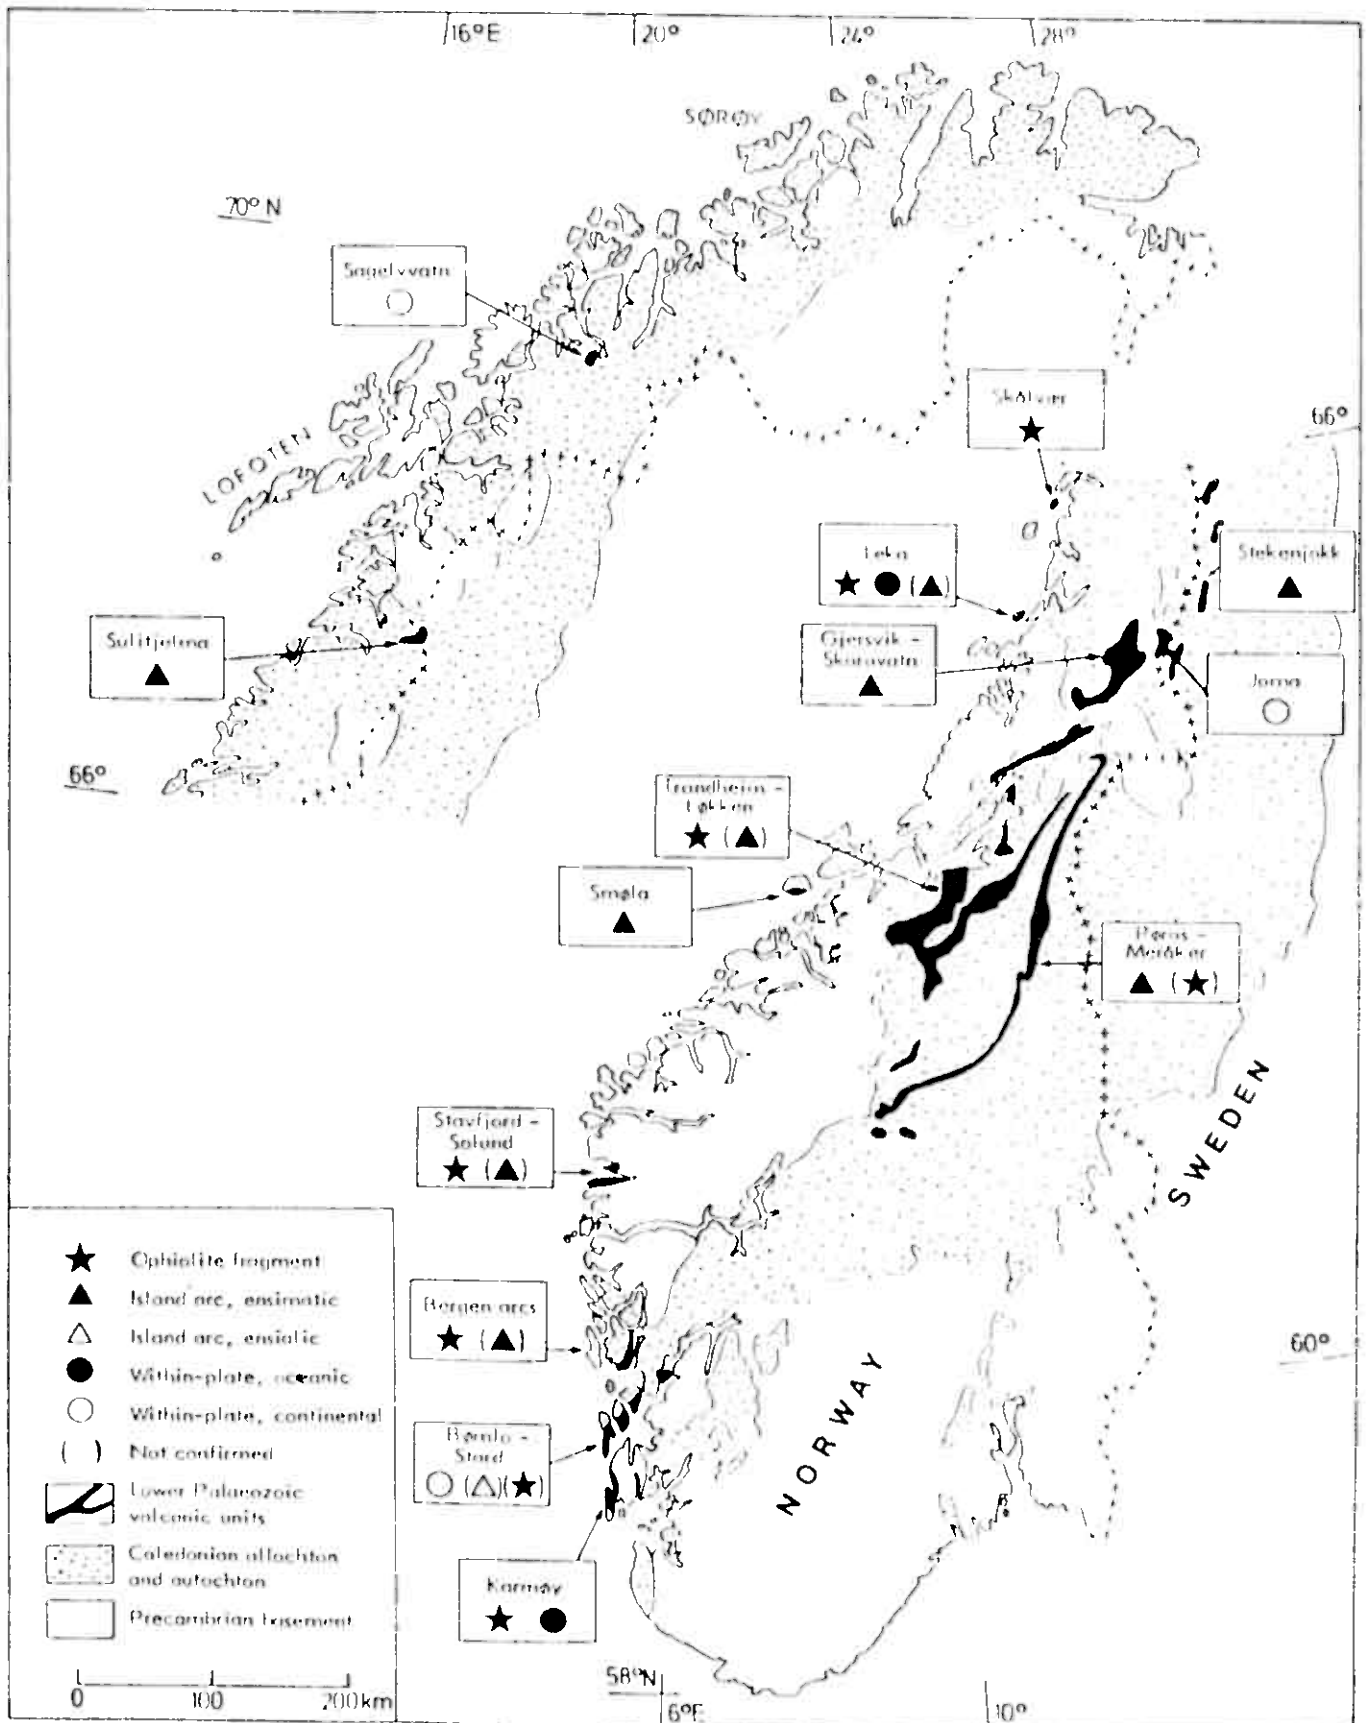 16°E 20° 24° 28°
SØRØY
70° N
Sagelvvatn
Skålvær
66°
LOFOTEN
Leka
( )
Stekenjokk
Sulitjelma
Gjersvik -
Skorovatn
Joma
66°
Trondheim -
Løkken
( )
Smøla
Røros -
Meråker
( )
Stavfjord -
Solund
( )
SWEDEN
Ophiolite fragment
Island arc, ensimatic
Island arc, ensialic
Within-plate, oceanic
Within-plate, continental
( ) Not confirmed
Lower Palaeozoic
volcanic units
Caledonian allochton
and autochton
Precambrian basement
0 100 200km
Bergen arcs
( )
60°
NORWAY
Bømlo -
Stord
( ) ( )
Karmøy
58°N
6°E 10°